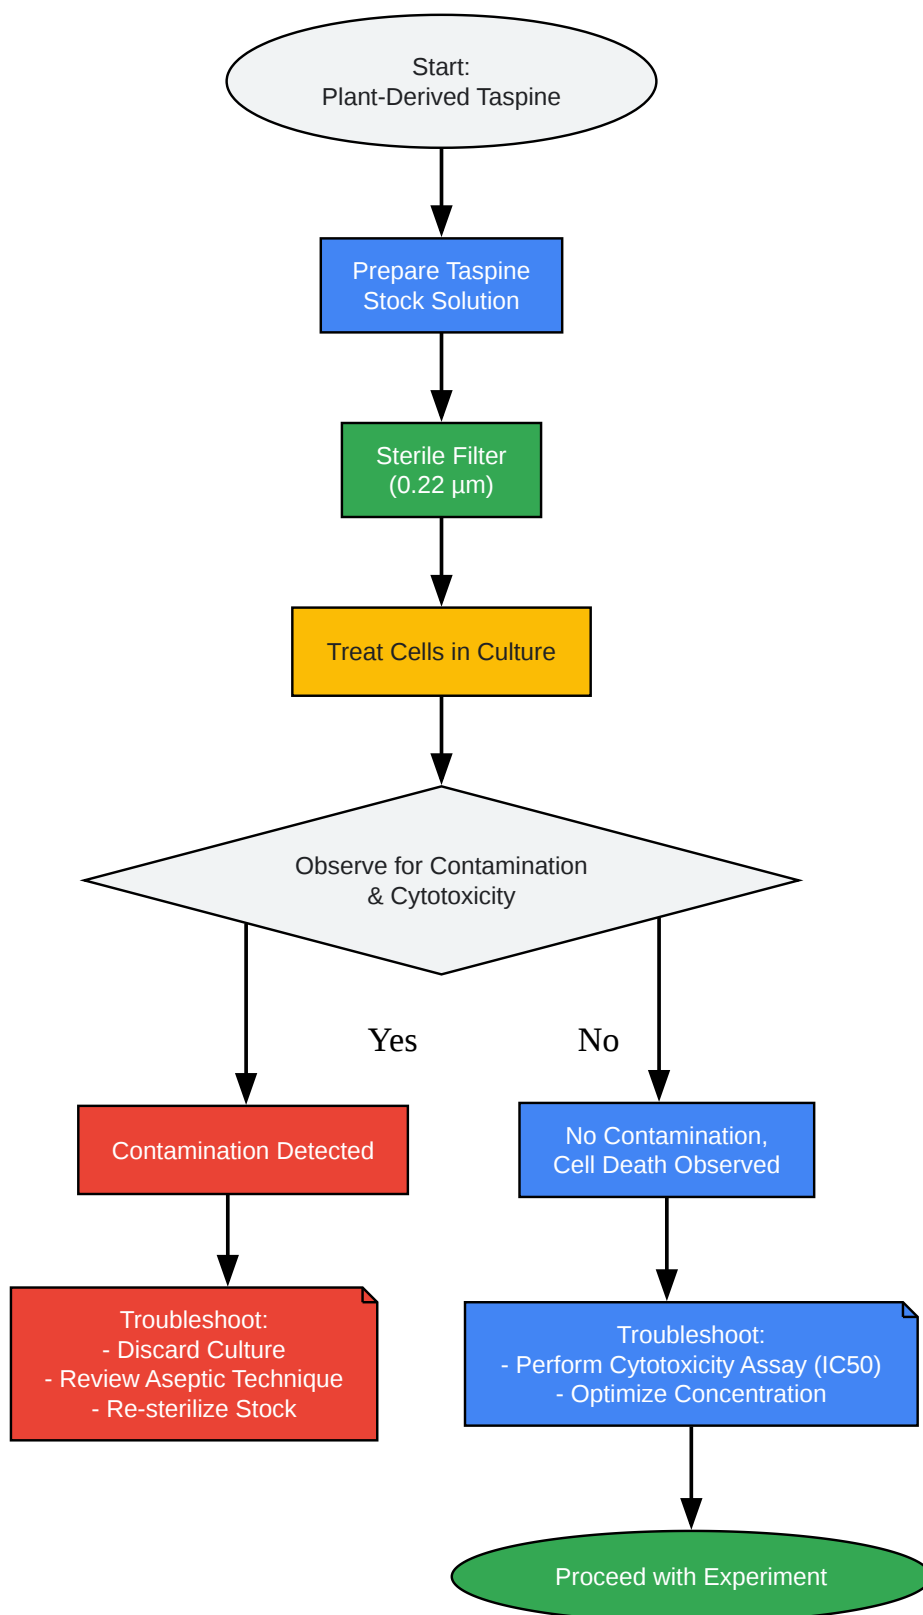 Start:
Plant-Derived Taspine
Prepare Taspine
Stock Solution
Sterile Filter
(0.22 µm)
Treat Cells in Culture
Observe for Contamination
& Cytotoxicity
Yes
No
Contamination Detected
No Contamination,
Cell Death Observed
Troubleshoot:
- Discard Culture
- Review Aseptic Technique
- Re-sterilize Stock
Troubleshoot:
- Perform Cytotoxicity Assay (IC50)
- Optimize Concentration
Proceed with Experiment